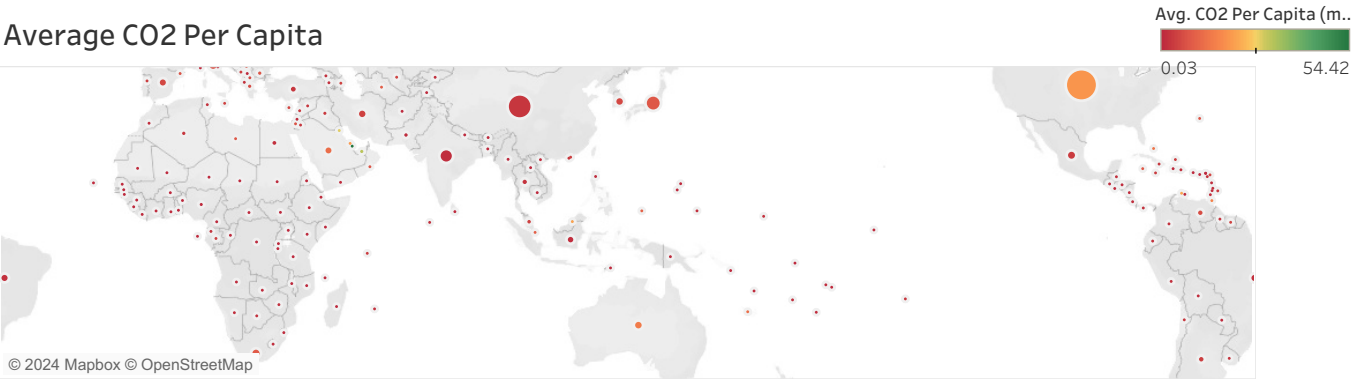 Average CO2 Per Capita
Avg. CO2 Per Capita (m..
0.03 54.42
© 2024 Mapbox © OpenStreetMap